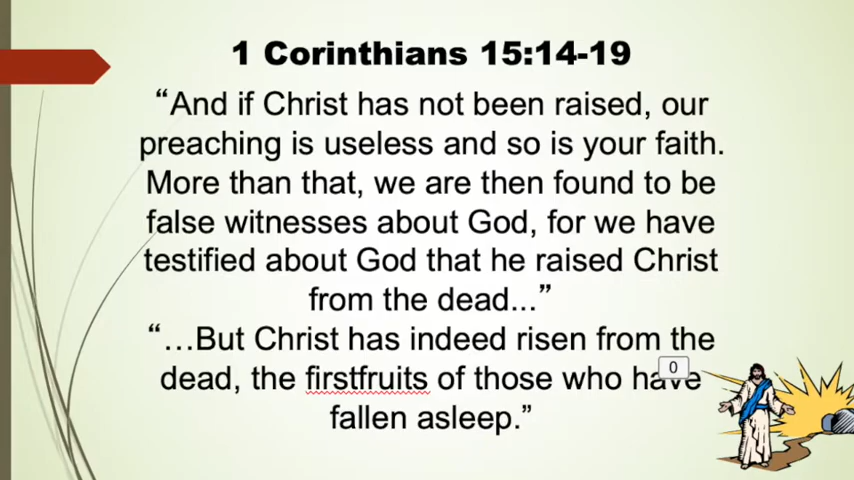 1 Corinthians 15:14-19
“And if Christ has not been raised, our
preaching is useless and so is your faith.
More than that, we are then found to be
false witnesses about God, for we have
testified about God that he raised Christ
from the dead...”
“…But Christ has indeed risen from the
dead, the firstfruits of those who have
fallen asleep.”
0